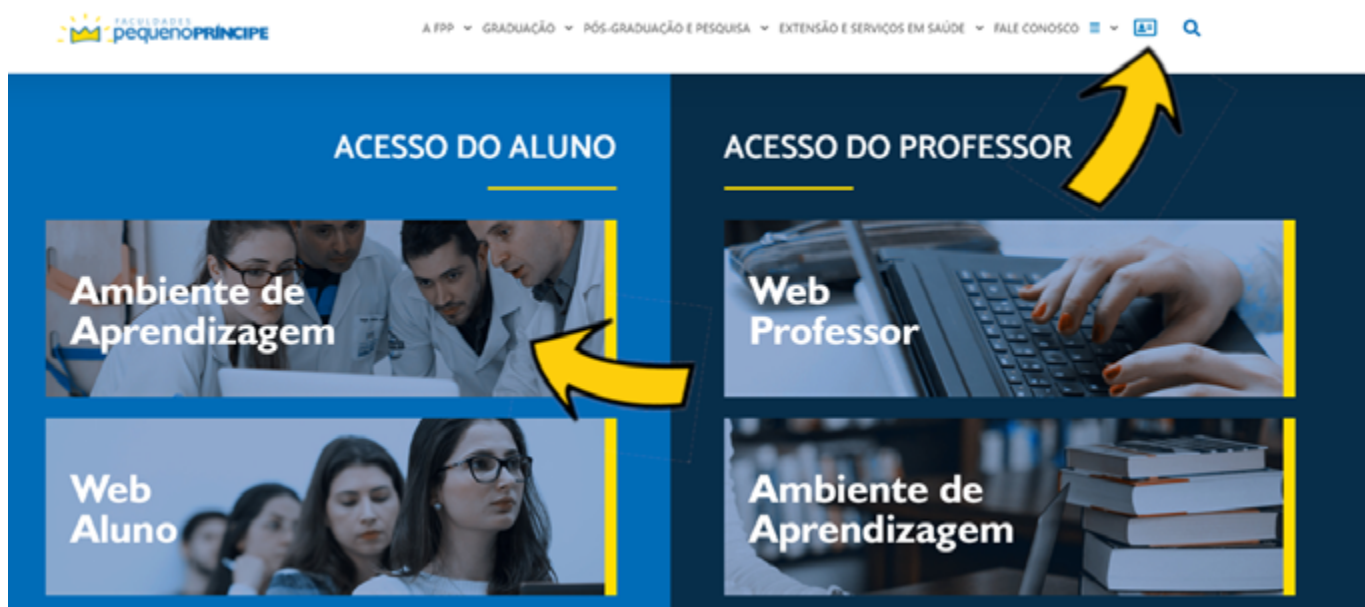 FACULDADES
pequenoPRÍNCIPE
A FPP GRADUAÇÃO PÓS-GRADUAÇÃO E PESQUISA EXTENSÃO E SERVIÇOS EM SAÚDE FALE CONOSCO
ACESSO DO ALUNO
Ambiente de
Aprendizagem
Web
Aluno
ACESSO DO PROFESSOR
Web
Professor
Ambiente de
Aprendizagem